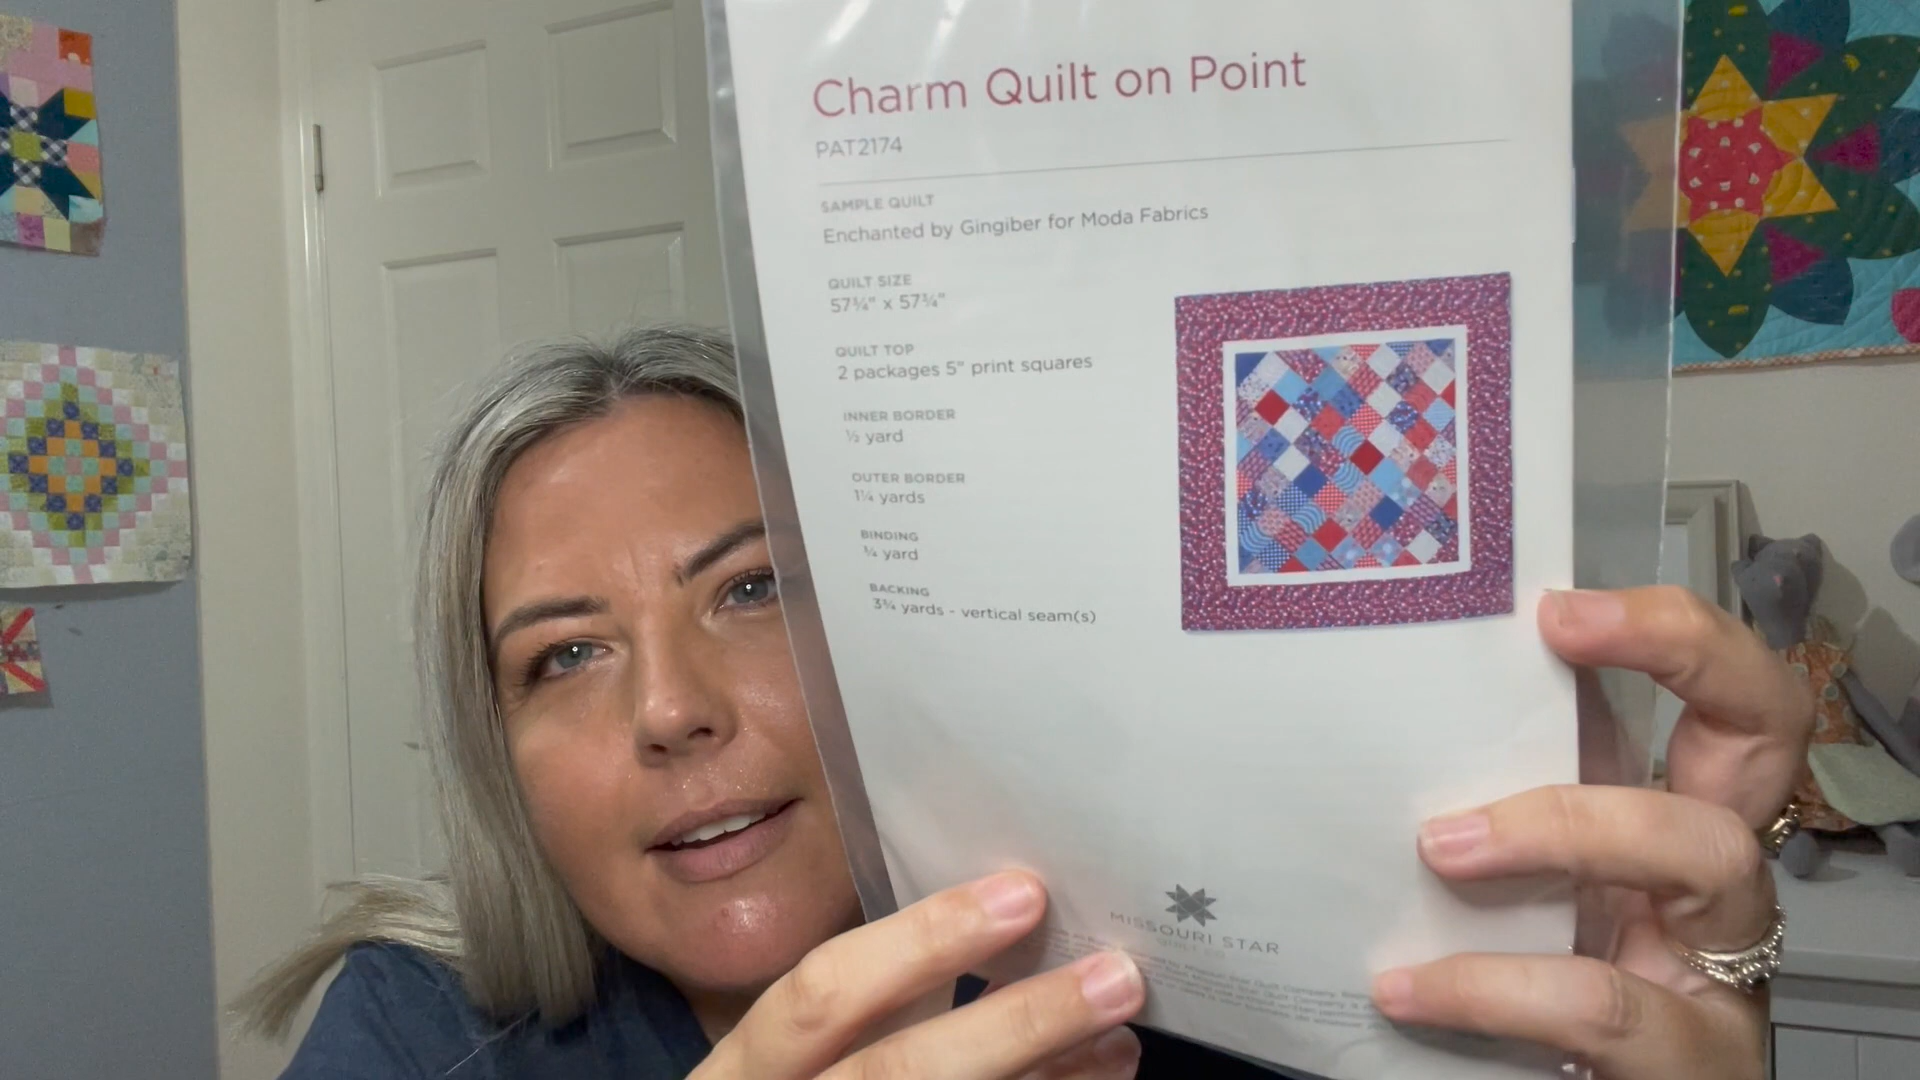 Charm Quilt on Point
PAT2174
SAMPLE QUILT
Enchanted by Gingiber for Moda Fabrics
QUILT SIZE
57¾" x 57¾"
QUILT TOP
2 packages 5" print squares
INNER BORDER
½ yard
OUTER BORDER
1¼ yards
BINDING
¾ yard
BACKING
3¾ yards - vertical seam(s)
MISSOURI STAR
QUILT CO.